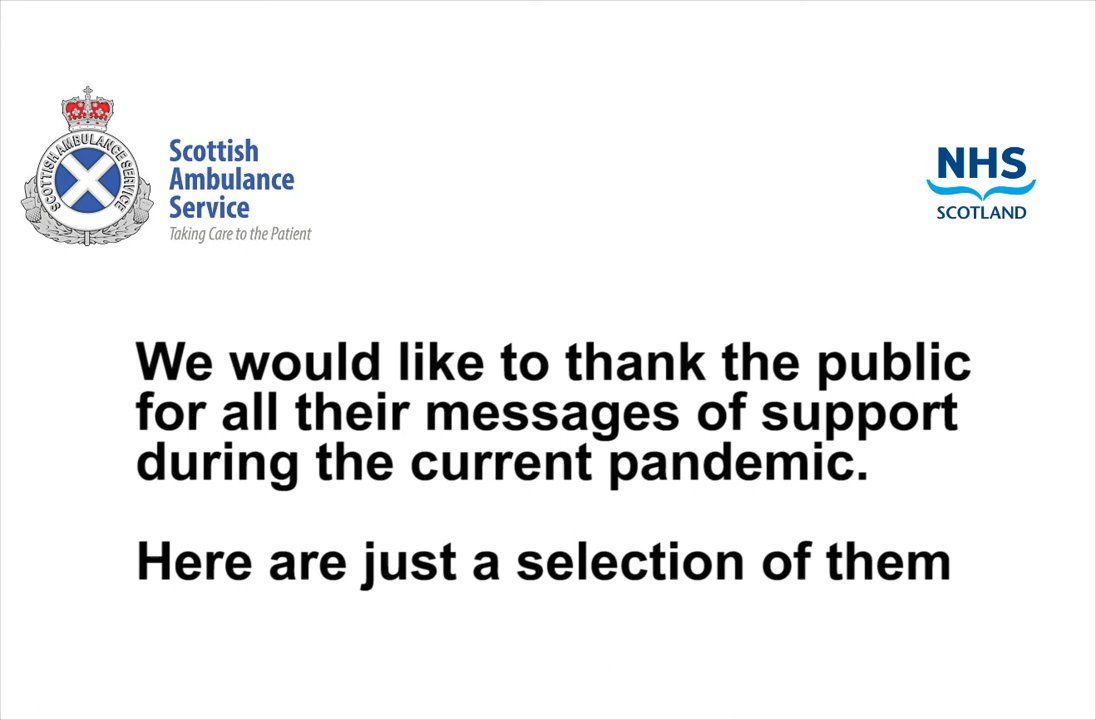 SCOTTISH AMBULANCE SERVICE
Scottish
Ambulance
Service
Taking Care to the Patient
NHS
SCOTLAND
We would like to thank the public
for all their messages of support
during the current pandemic.
Here are just a selection of them